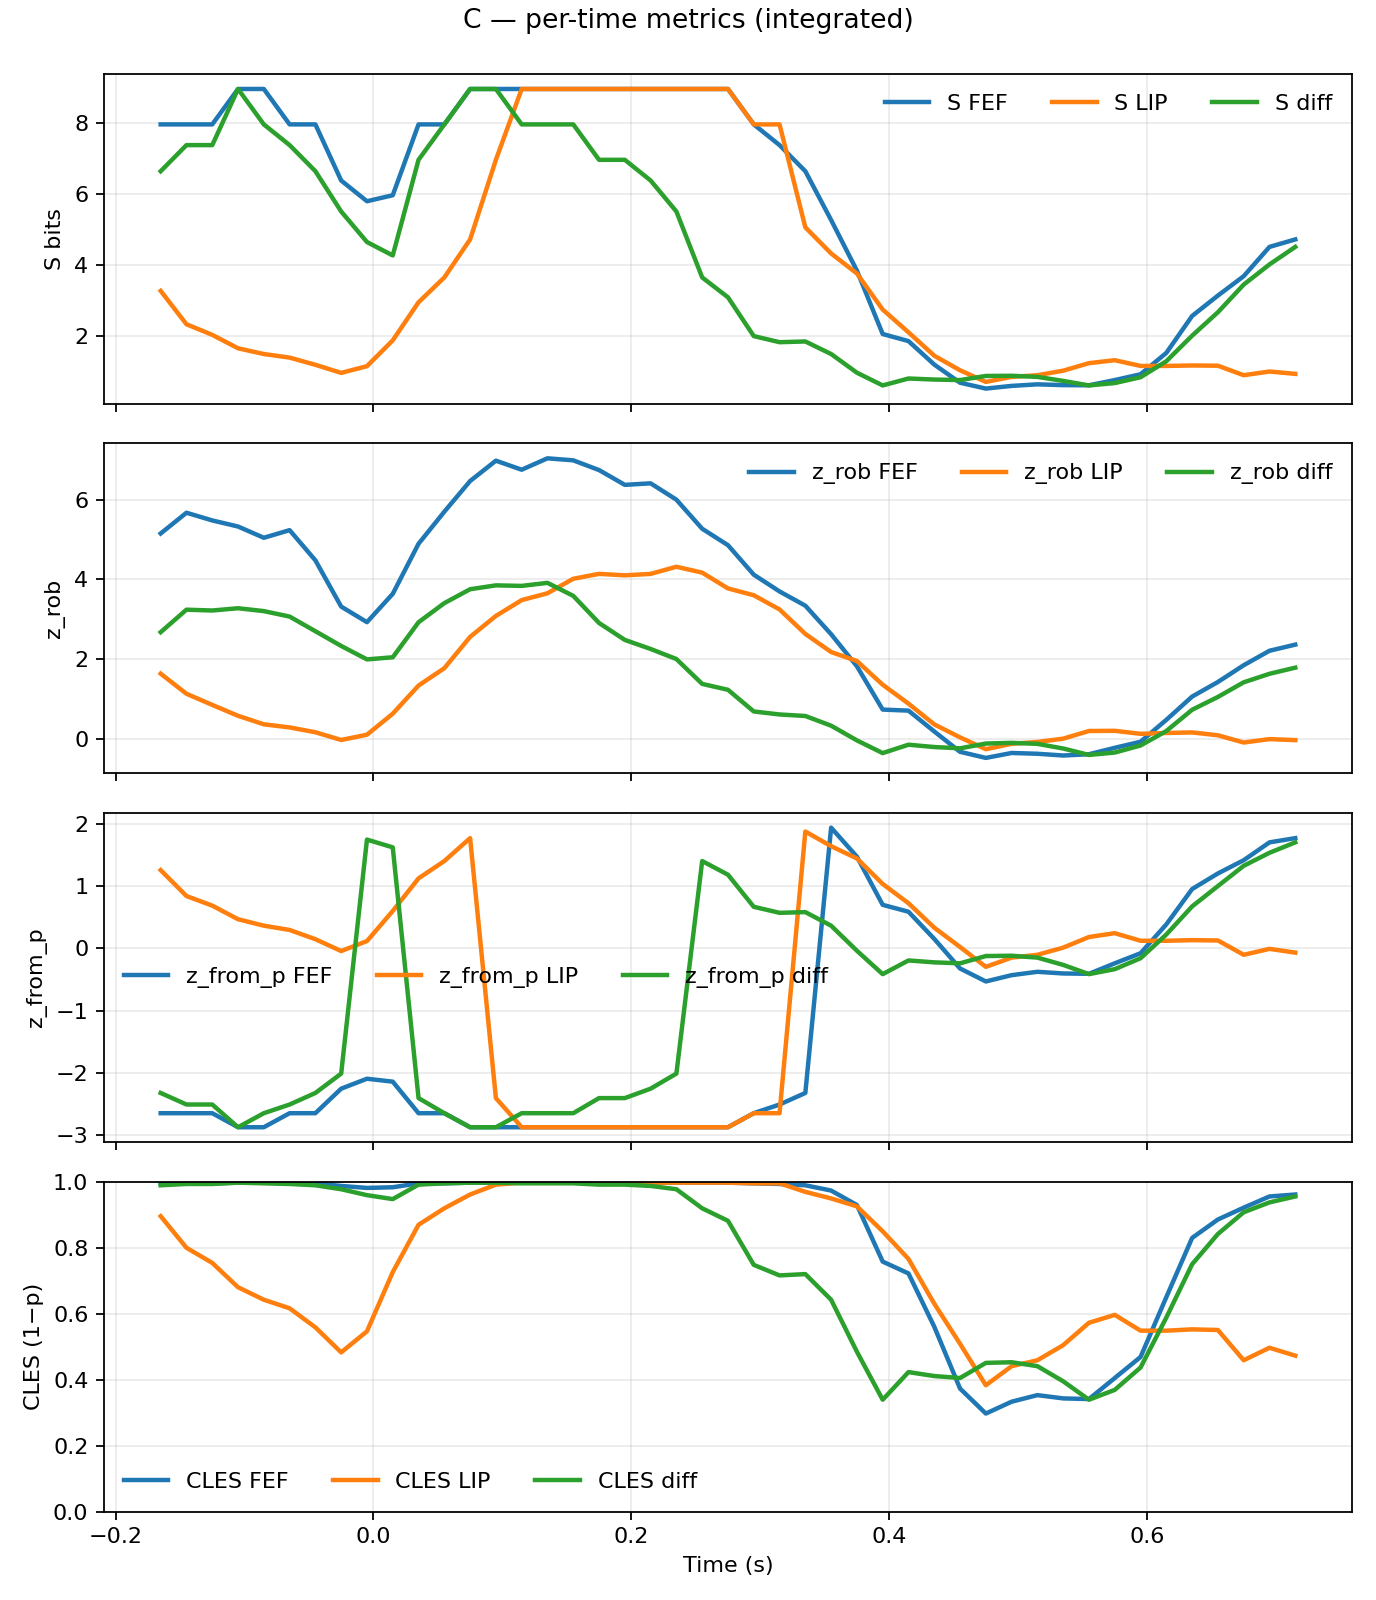 C — per-time metrics (integrated)
S FEF S LIP S diff
8
6
4
2
S bits
z_rob FEF z_rob LIP z_rob diff
6
4
2
0
z_rob
2
1
0
−1
−2
−3
z_from_p
z_from_p FEF z_from_p LIP z_from_p diff
1.0
0.8
0.6
0.4
0.2
0.0
CLES (1−p)
CLES FEF CLES LIP CLES diff
−0.2 0.0 0.2 0.4 0.6
Time (s)